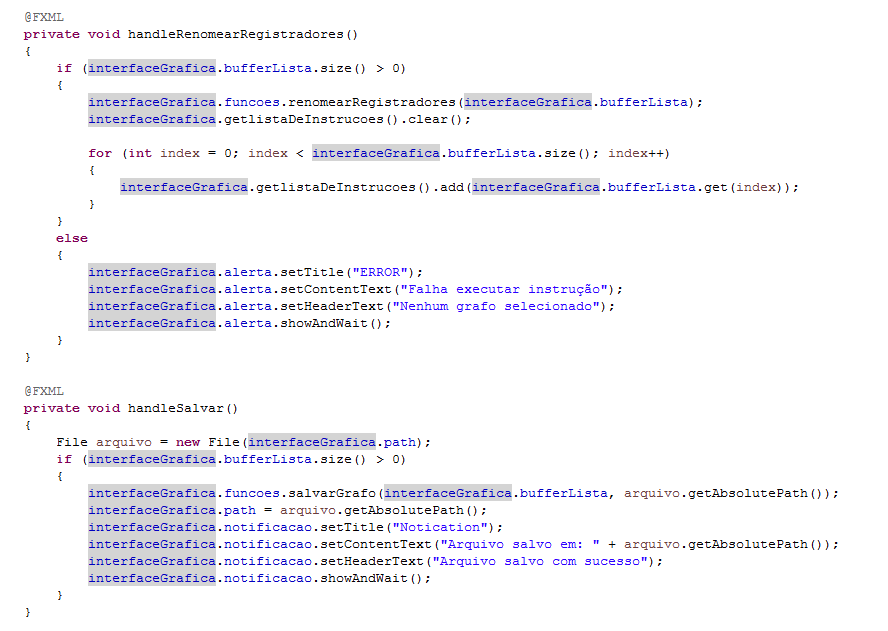 @FXML
private void handleRenomearRegistradores()
{
    if (interfaceGrafica.bufferLista.size() > 0)
    {
        interfaceGrafica.funcoes.renomearRegistradores(interfaceGrafica.bufferLista);
        interfaceGrafica.getlistaDeInstrucoes().clear();

        for (int index = 0; index < interfaceGrafica.bufferLista.size(); index++)
        {
            interfaceGrafica.getlistaDeInstrucoes().add(interfaceGrafica.bufferLista.get(index));
        }
    }
    else
    {
        interfaceGrafica.alerta.setTitle("ERROR");
        interfaceGrafica.alerta.setContentText("Falha executar instrução");
        interfaceGrafica.alerta.setHeaderText("Nenhum grafo selecionado");
        interfaceGrafica.alerta.showAndWait();
    }
}

@FXML
private void handleSalvar()
{
    File arquivo = new File(interfaceGrafica.path);
    if (interfaceGrafica.bufferLista.size() > 0)
    {
        interfaceGrafica.funcoes.salvarGrafo(interfaceGrafica.bufferLista, arquivo.getAbsolutePath());
        interfaceGrafica.path = arquivo.getAbsolutePath();
        interfaceGrafica.notificacao.setTitle("Notication");
        interfaceGrafica.notificacao.setContentText("Arquivo salvo em: " + arquivo.getAbsolutePath());
        interfaceGrafica.notificacao.setHeaderText("Arquivo salvo com sucesso");
        interfaceGrafica.notificacao.showAndWait();
    }
}